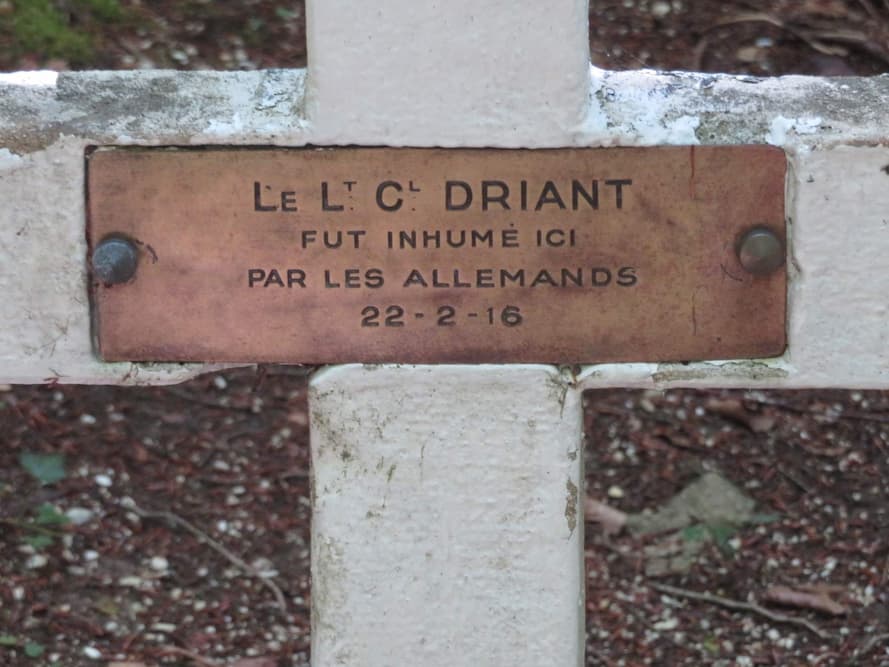 LE LT CL DRIANT
FUT INHUMÉ ICI
PAR LES ALLEMANDS
22-2-16